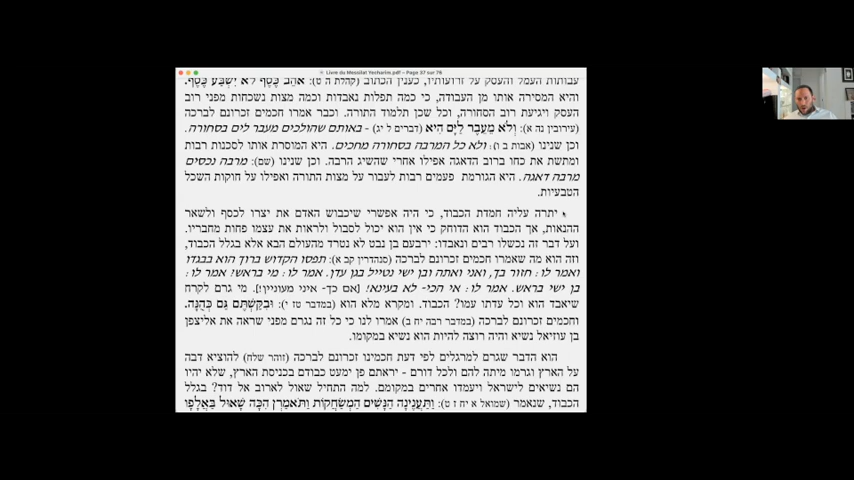 Livre du Messilat Yesharim.pdf – Page 37 sur 76
עבותות העמל והעסק על זרועותיו, כענין הכתוב (קהלת ה ט): אֹהֵב כֶּסֶף לֹא יִשְׂבַּע כֶּסֶף.
והיא המסירה אותו מן העבודה, כי כמה תפלות נאבדות וכמה מצות נשכחות מפני רוב
העסק ויגיעת רוב הסחורה, וכל שכן תלמוד התורה. וכבר אמרו חכמים זכרונם לברכה
(עירובין נה א): וְלֹא מֵעֵבֶר לַיָּם הִיא (דברים ל יג) - באותם שהולכים מעבר לים בסחורה.
וכן שנינו (אבות ב ו): ולא כל המרבה בסחורה מחכים. היא המוסרת אותו לסכנות רבות
ומתשת את כחו ברוב הדאגה אפילו אחרי שהשיג הרבה. וכן שנינו (שם): מרבה נכסים
מרבה דאגה. היא הגורמת פעמים רבות לעבור על מצות התורה ואפילו על חוקות השכל
הטבעיות.
יתרה עליה חמדת הכבוד, כי היה אפשרי שיכבוש האדם את יצרו לכסף ולשאר
ההנאות, אך הכבוד הוא הדוחק כי אין הוא יכול לסבול ולראות את עצמו פחות מחבריו.
ועל דבר זה נכשלו רבים ונאבדו: ירבעם בן נבט לא נטרד מהעולם הבא אלא בגלל הכבוד,
וזה הוא מה שאמרו חכמים זכרונם לברכה (סנהדרין קב א): תפסו הקדוש ברוך הוא בבגדו
ואמר לו: חזור בך, ואני ואתה ובן ישי נטייל בגן עדן. אמר לו: מי בראש? אמר לו:
בן ישי בראש. אמר לו: אי הכי- לא בעינא! [אם כך- איני מעוניין!]. מי גרם לקרח
שיאבד הוא וכל עדתו עמו? הכבוד. ומקרא מלא הוא (במדבר טז י): וּבִקַּשְׁתֶּם גַּם כְּהֻנָּה.
וחכמים זכרונם לברכה (במדבר רבה יח ב) אמרו לנו כי כל זה נגרם מפני שראה את אליצפן
בן עוזיאל נשיא והיה רוצה להיות הוא נשיא במקומו.
הוא הדבר שגרם למרגלים לפי דעת חכמינו זכרונם לברכה (זוהר שלח) להוציא דבה
על הארץ וגרמו מיתה להם ולכל דורם - יראתם פן ימעט כבודם בכניסת הארץ, שלא יהיו
הם נשיאים לישראל ויעמדו אחרים במקומם. למה התחיל שאול לארוב אל דוד? בגלל
הכבוד, שנאמר (שמואל א יח ז ט): וַתַּעֲנֶינָה הַנָּשִׁים הַמְשַׂחֲקוֹת וַתֹּאמַרְןָ הִכָּה שָׁאוּל בַּאֲלָפָו